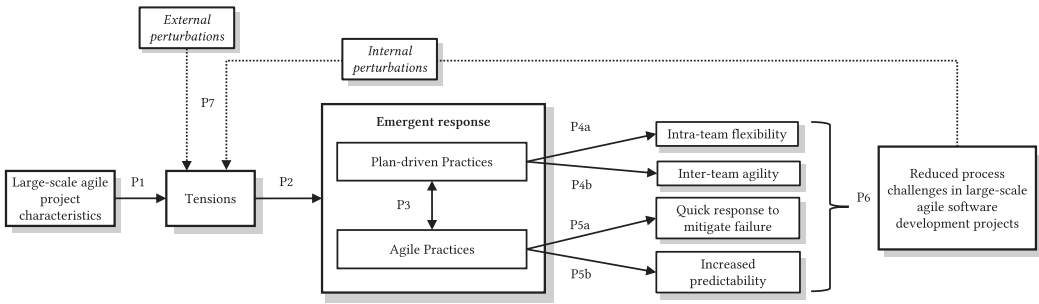 External
perturbations
Internal
perturbations
P7
Large-scale agile
project
characteristics
P1
Tensions
P2
Emergent response
Plan-driven Practices
P3
Agile Practices
P4a
P4b
P5a
P5b
Intra-team flexibility
Inter-team agility
Quick response to
mitigate failure
Increased
predictability
P6
Reduced process
challenges in large-scale
agile software
development projects